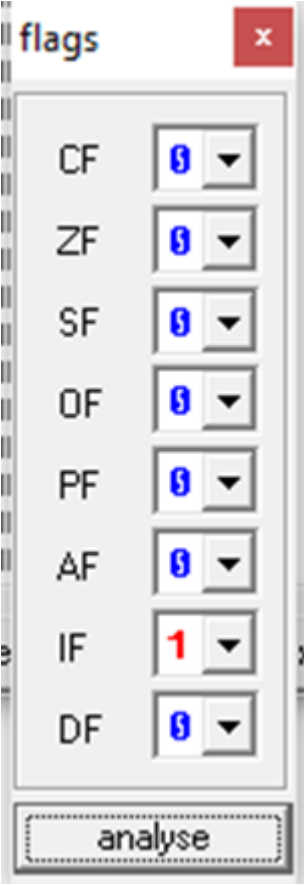 flags x
CF 0
ZF 0
SF 0
OF 0
PF 0
AF 0
IF 1
DF 0
analyse